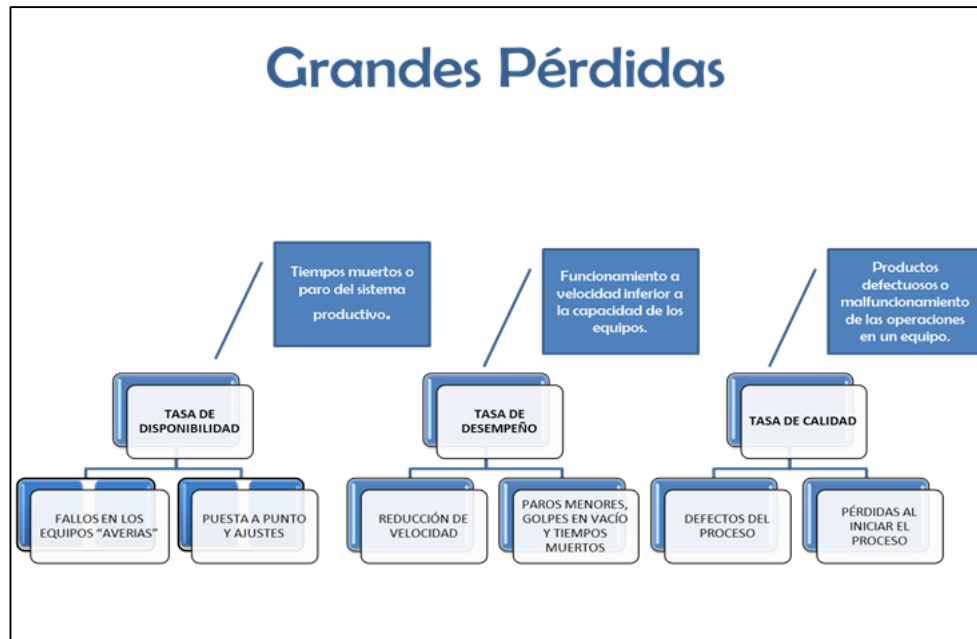 Grandes Pérdidas
Tiempos muertos o
paro del sistema
productivo.
Funcionamiento a
velocidad inferior a
la capacidad de los
equipos.
Productos
defectuosos o
malfuncionamiento
de las operaciones
en un equipo.
TASA DE
DISPONIBILIDAD
TASA DE
DESEMPEÑO
TASA DE CALIDAD
FALLOS EN LOS
EQUIPOS “AVERIAS”
PUESTA A PUNTO
Y AJUSTES
REDUCCIÓN DE
VELOCIDAD
PAROS MENORES,
GOLPES EN VACÍO
Y TIEMPOS
MUERTOS
DEFECTOS DEL
PROCESO
PÉRDIDAS AL
INICIAR EL
PROCESO